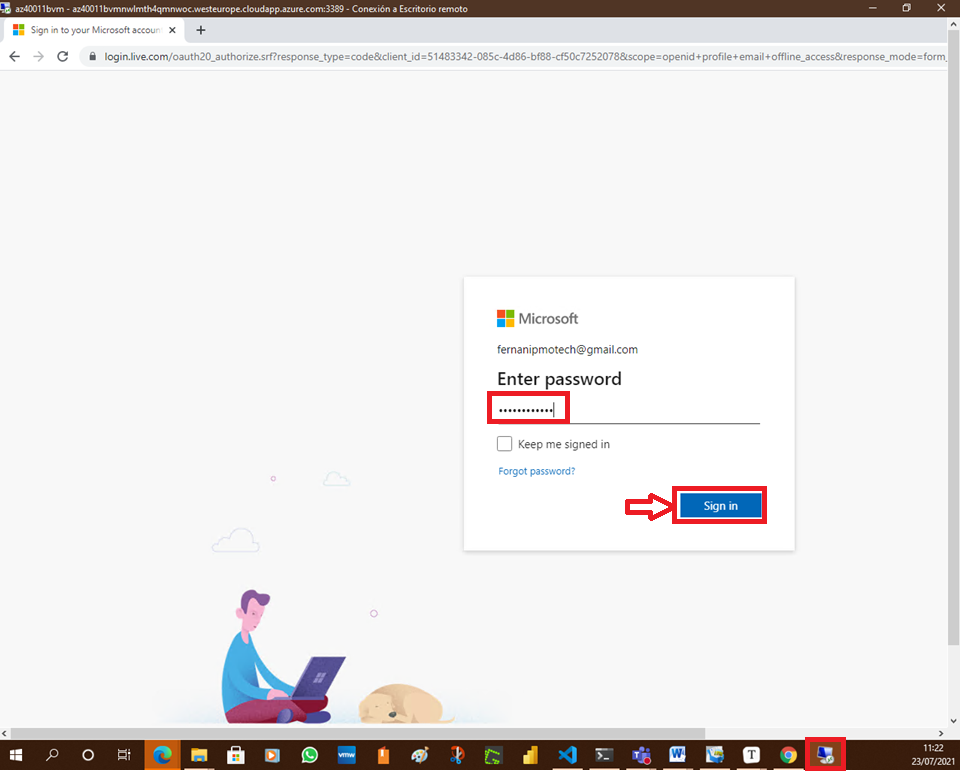 az40011bvm - az40011bvmnwlmth4qmnwoc.westeurope.cloudapp.azure.com:3389 - Conexión a Escritorio remoto
Sign in to your Microsoft accoun
login.live.com/oauth20_authorize.srf?response_type=code&client_id=51483342-085c-4d86-bf88-cf50c7252078&scope=openid+profile+email+offline_access&response_mode=form_
Microsoft
fernanipmotech@gmail.com
Enter password
Keep me signed in
Forgot password?
Sign in
vmw
T
11:22
23/07/2021